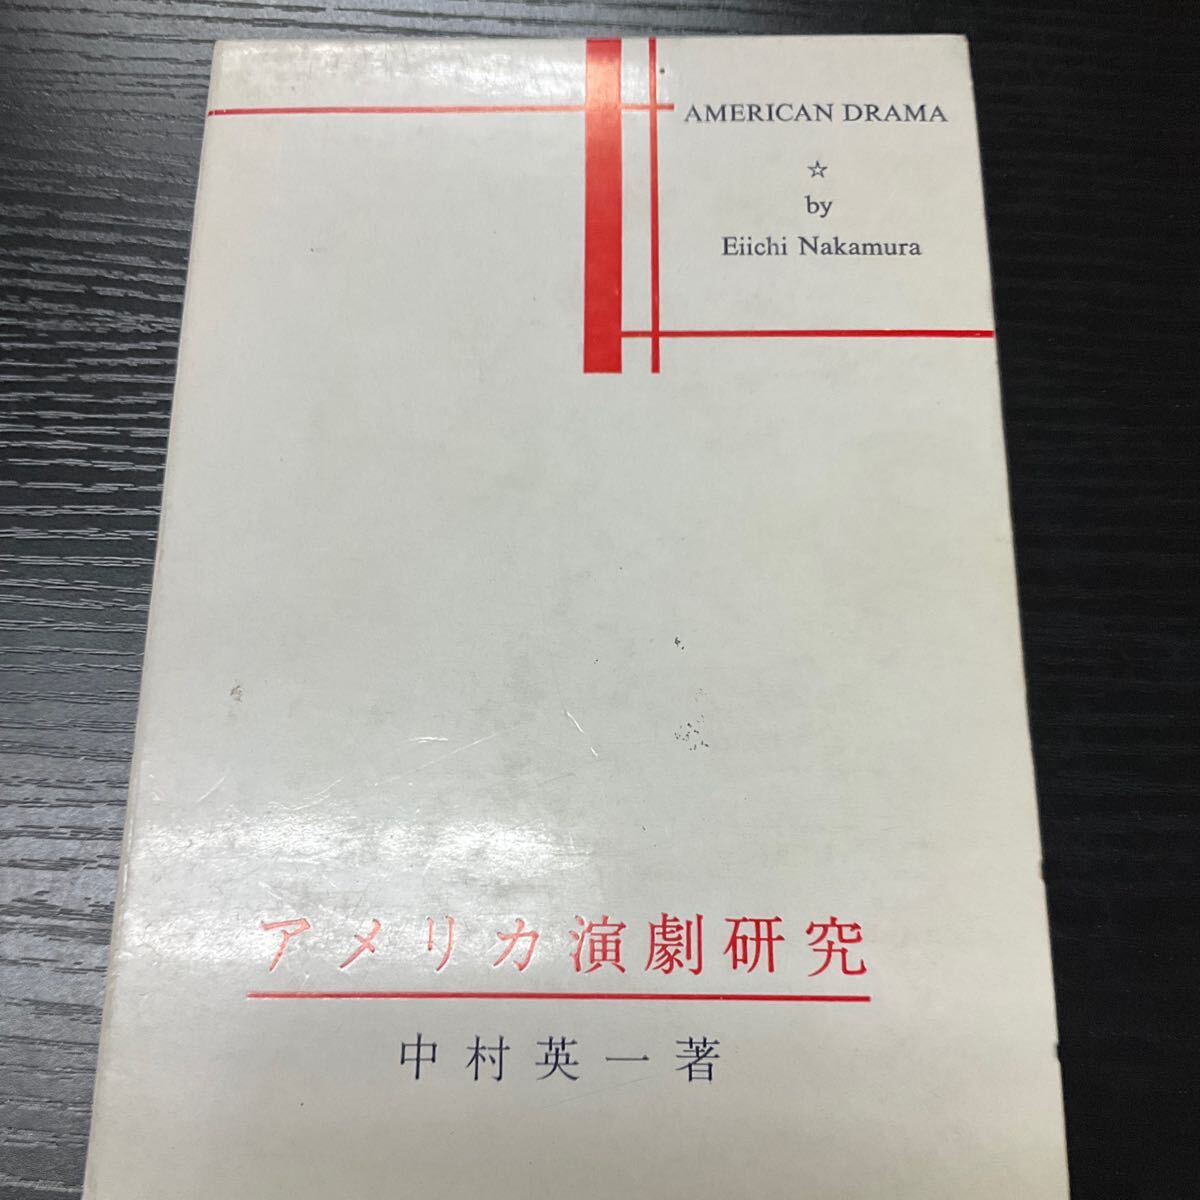 AMERICAN DRAMA
☆
by
Eiichi Nakamura
アメリカ演劇研究
中村英一著